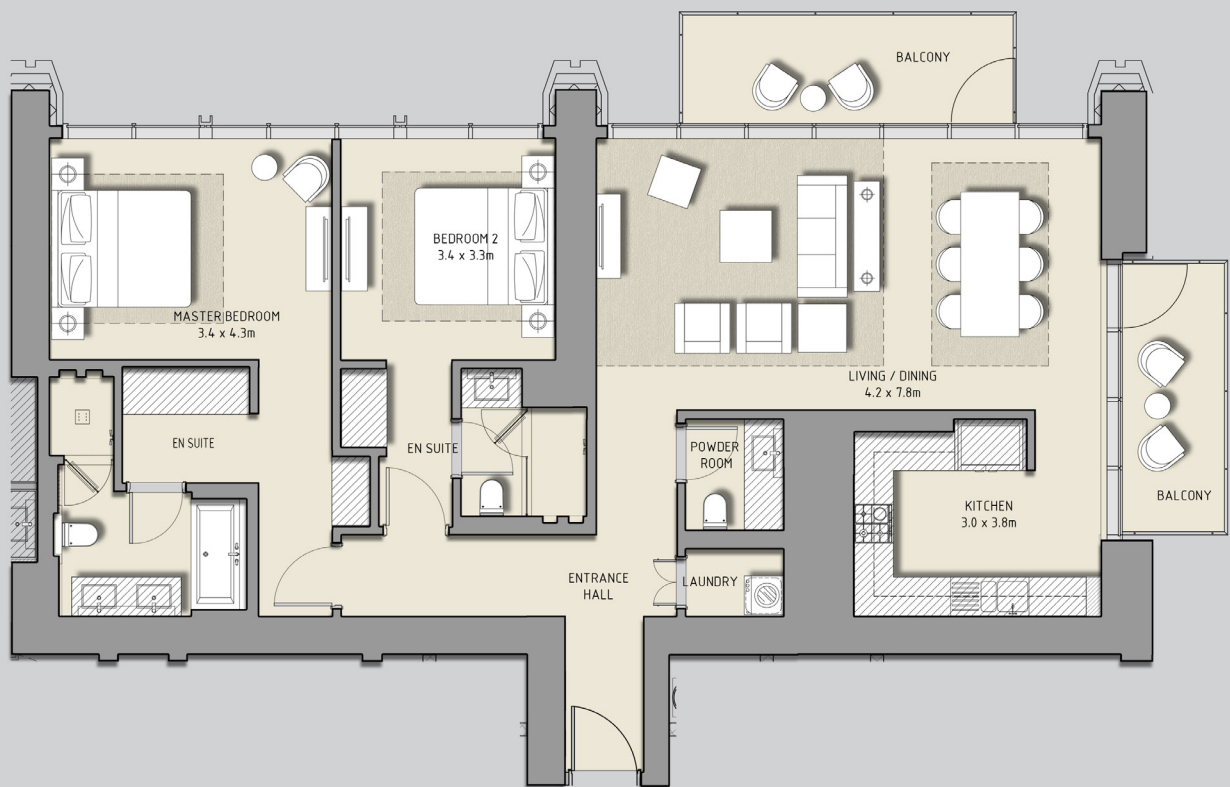 BALCONY
BEDROOM 2
3.4 x 3.3m
MASTER BEDROOM
3.4 x 4.3m
LIVING / DINING
4.2 x 7.8m
EN SUITE
EN SUITE
POWDER
ROOM
BALCONY
KITCHEN
3.0 x 3.8m
ENTRANCE
HALL
LAUNDRY